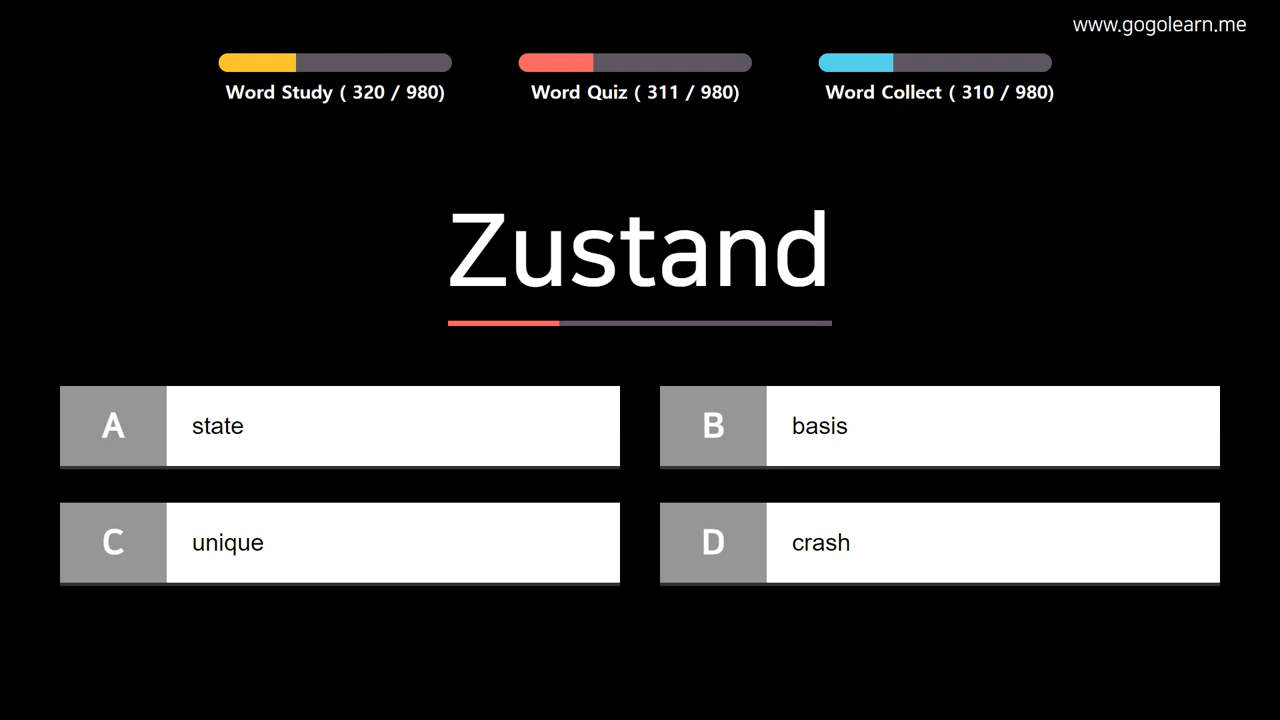 www.gogolearn.me
Word Study ( 320 / 980)
Word Quiz ( 311 / 980)
Word Collect ( 310 / 980)
Zustand
A state
B basis
C unique
D crash